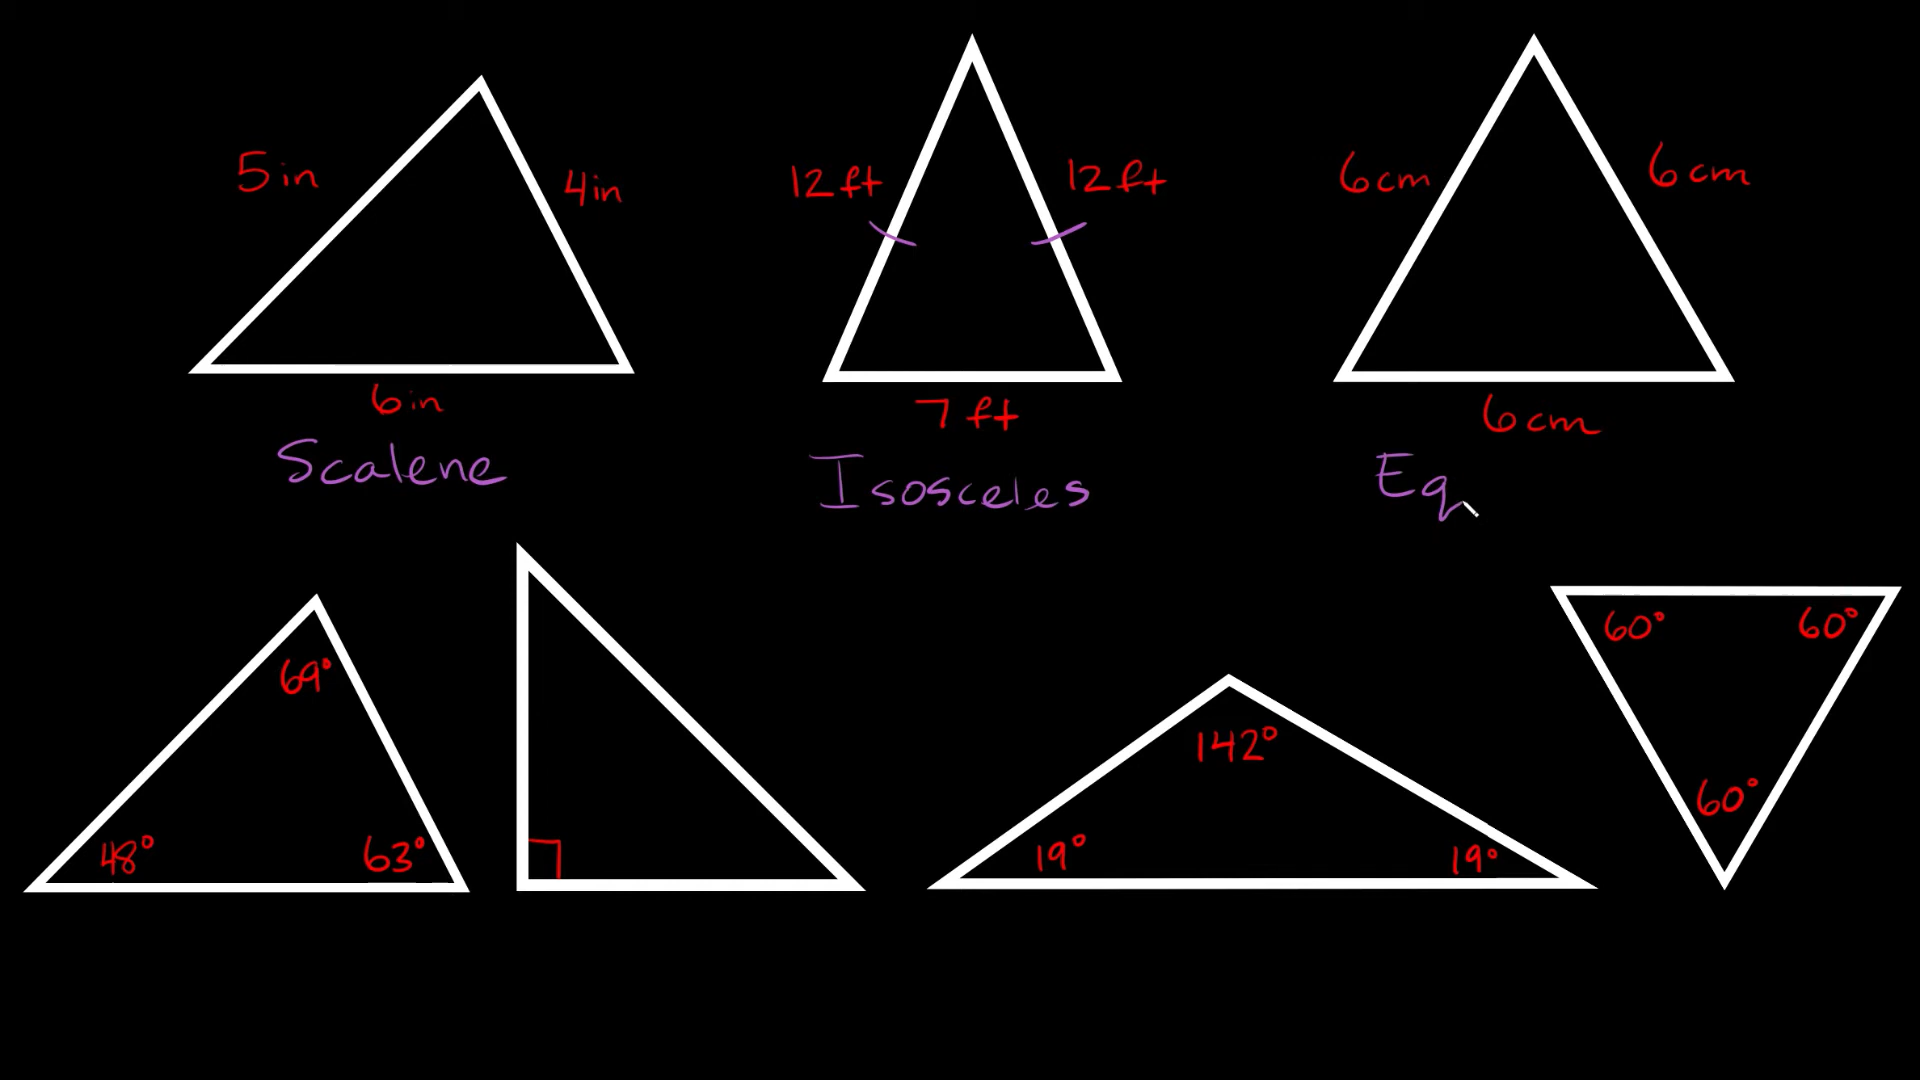 5in
4in
6in
Scalene
12ft
12ft
7ft
Isosceles
6cm
6cm
6cm
Eq
69°
48°
63°
142°
19°
19°
60°
60°
60°